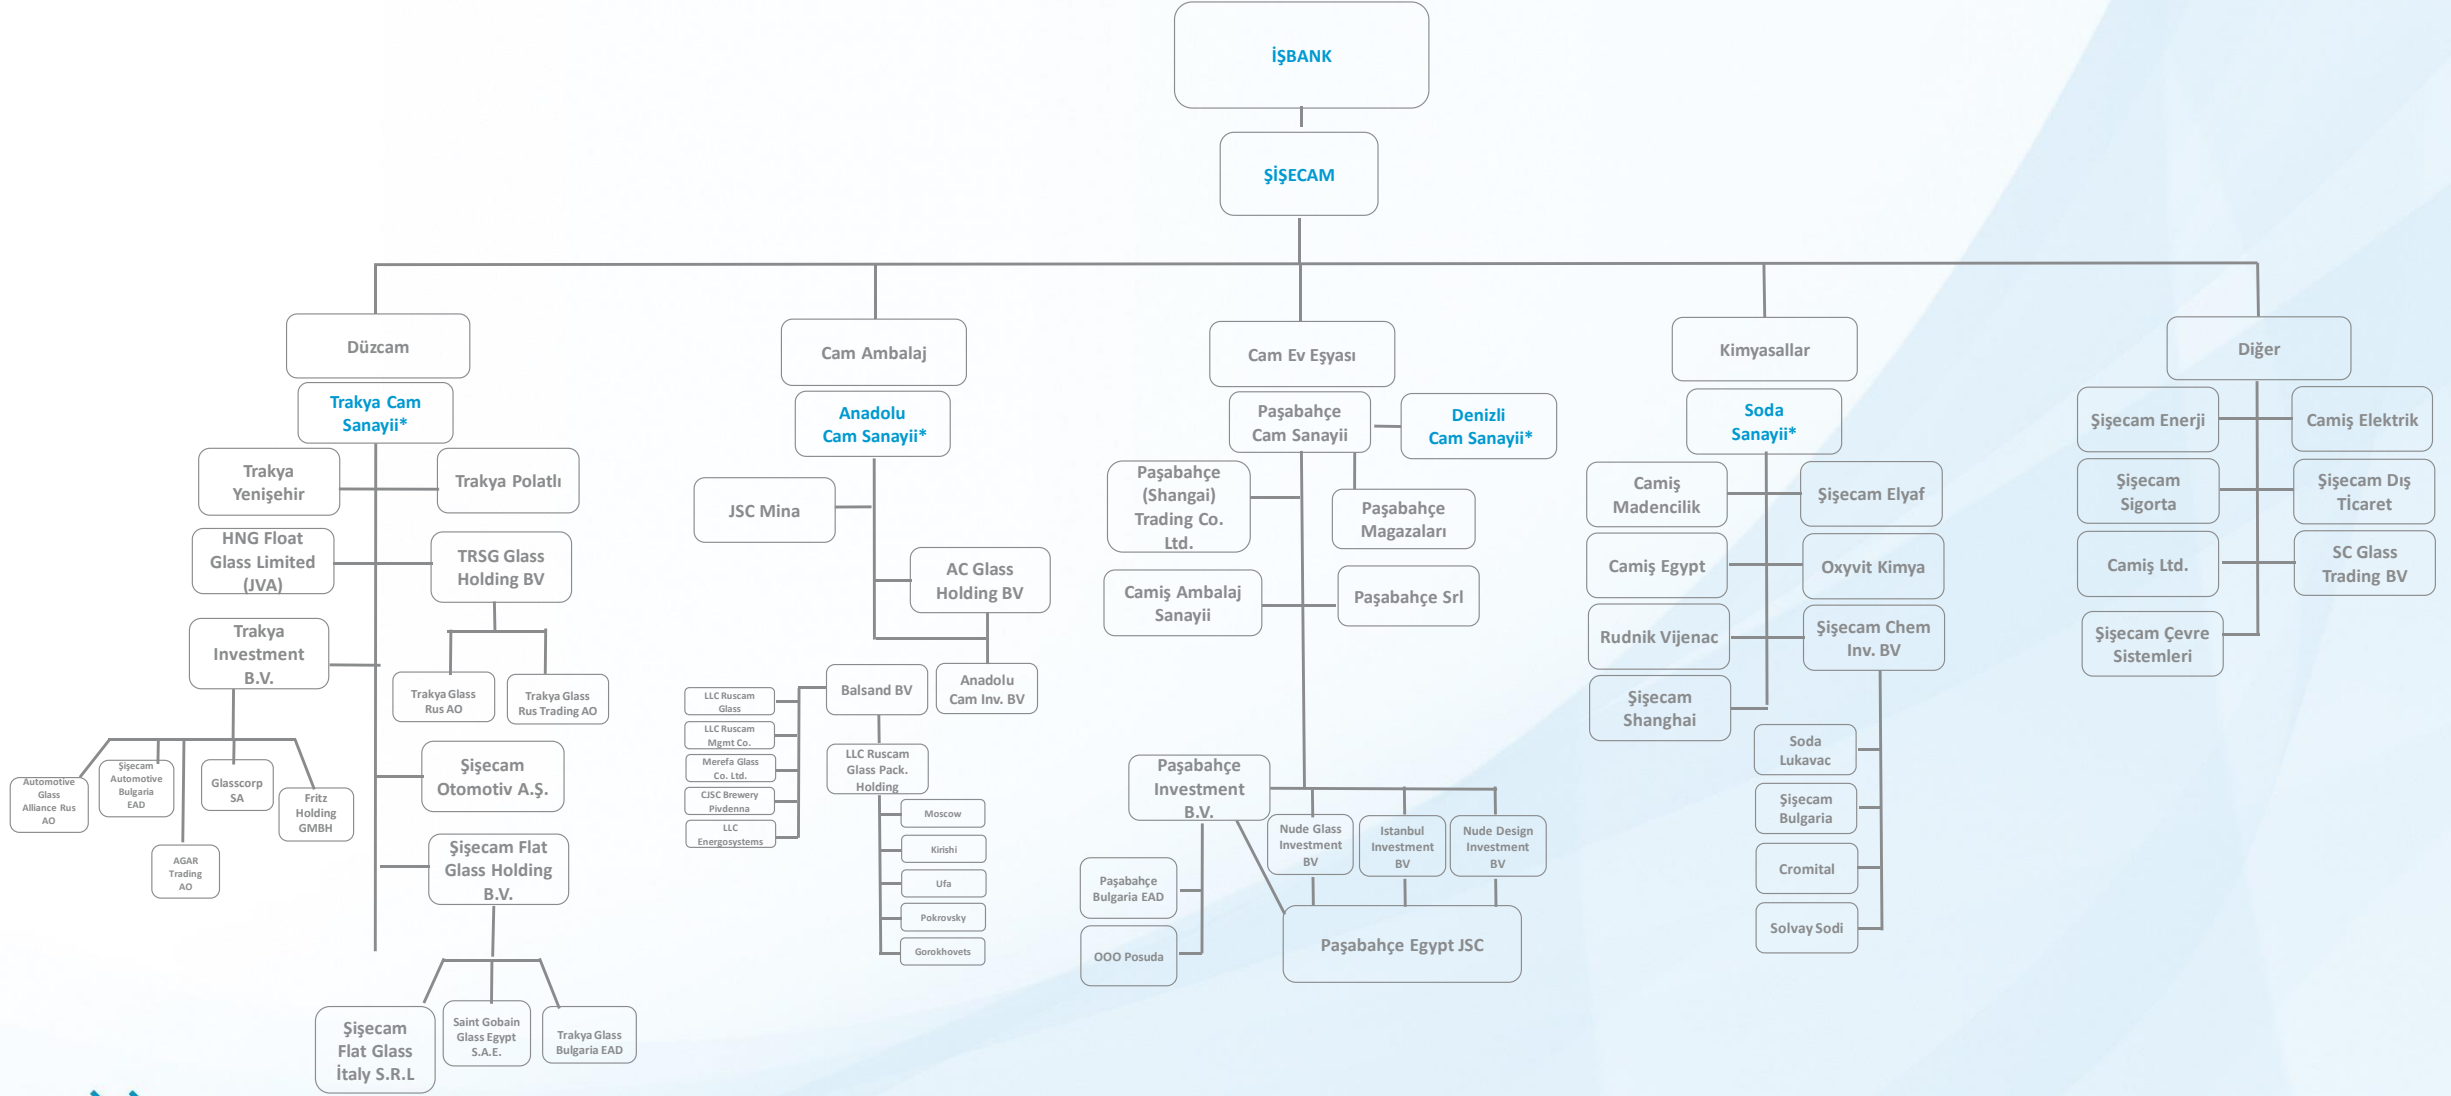 İŞBANK
ŞİŞECAM
Düzcam
Trakya Cam
Sanayii*
Trakya
Yenişehir
Trakya Polatlı
HNG Float
Glass Limited
(JVA)
TRSG Glass
Holding BV
Trakya
Investment
B.V.
Trakya Glass
Rus AO
Trakya Glass
Rus Trading AO
Automotive
Glass
Alliance Rus
AO
Şişecam
Automotive
Bulgaria
EAD
Glasscorp
SA
Fritz
Holding
GMBH
AGAR
Trading
AO
Şişecam
Otomotiv A.Ş.
Şişecam Flat
Glass Holding
B.V.
Şişecam
Flat Glass
İtaly S.R.L
Saint Gobain
Glass Egypt
S.A.E.
Trakya Glass
Bulgaria EAD
Cam Ambalaj
Anadolu
Cam Sanayii*
JSC Mina
AC Glass
Holding BV
Anadolu
Cam Inv. BV
Balsand BV
LLC Ruscam
Glass
LLC Ruscam
Mgmt Co.
Merefa Glass
Co. Ltd.
CJSC Brewery
Pivdenna
LLC
Energosystems
LLC Ruscam
Glass Pack.
Holding
Moscow
Kirishi
Ufa
Pokrovsky
Gorokhovets
Cam Ev Eşyası
Paşabahçe
Cam Sanayii
Denizli
Cam Sanayii*
Paşabahçe
(Shangai)
Trading Co.
Ltd.
Paşabahçe
Magazaları
Camiş Ambalaj
Sanayii
Paşabahçe Srl
Paşabahçe
Investment
B.V.
Nude Glass
Investment
BV
Istanbul
Investment
BV
Nude Design
Investment
BV
Paşabahçe
Bulgaria EAD
OOO Posuda
Paşabahçe Egypt JSC
Kimyasallar
Soda
Sanayii*
Camiş
Madencilik
Şişecam Elyaf
Camiş Egypt
Oxyvit Kimya
Rudnik Vijenac
Şişecam Chem
Inv. BV
Şişecam
Shanghai
Soda
Lukavac
Şişecam
Bulgaria
Cromital
Solvay Sodi
Diğer
Şişecam Enerji
Camiş Elektrik
Şişecam
Sigorta
Şişecam Dış
Tİcaret
Camiş Ltd.
SC Glass
Trading BV
Şişecam Çevre
Sistemleri